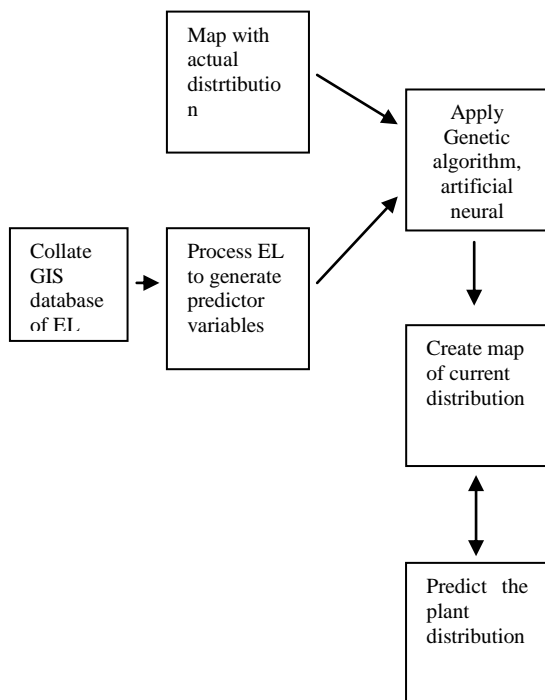 Map with
actual
distrtibutio
n
Apply
Genetic
algorithm,
artificial
neural
Collate
GIS
database
of EL
Process EL
to generate
predictor
variables
Create map
of current
distribution
Predict the
plant
distribution